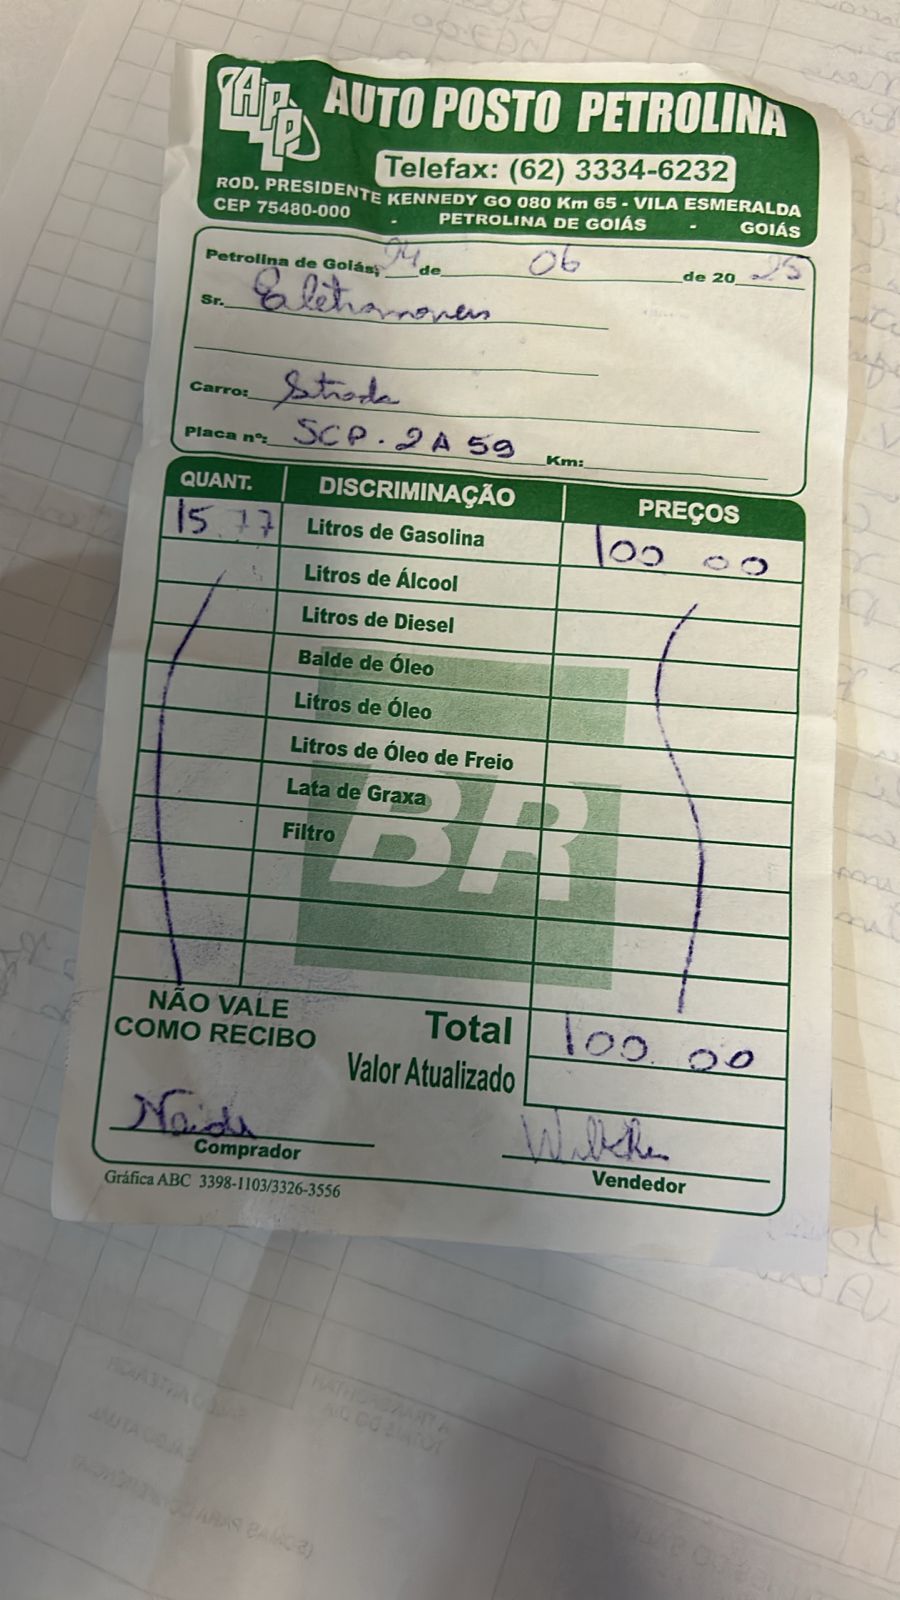 APP AUTO POSTO PETROLINA
Telefax: (62) 3334-6232
ROD. PRESIDENTE KENNEDY GO 080 Km 65 - VILA ESMERALDA
CEP 75480-000 - PETROLINA DE GOIÁS - GOIÁS
Petrolina de Goiás, 24 de 06 de 20 25
Sr. Eletromoveis
Carro: Strada
Placa nº: SCP. 2A59 Km:
QUANT. DISCRIMINAÇÃO PREÇOS
15.77 Litros de Gasolina 100 00
Litros de Álcool
Litros de Diesel
Balde de Óleo
Litros de Óleo
Litros de Óleo de Freio
Lata de Graxa
Filtro
BR
NÃO VALE
COMO RECIBO
Total 100.00
Valor Atualizado
Comprador
Vendedor
Gráfica ABC 3398-1103/3326-3556